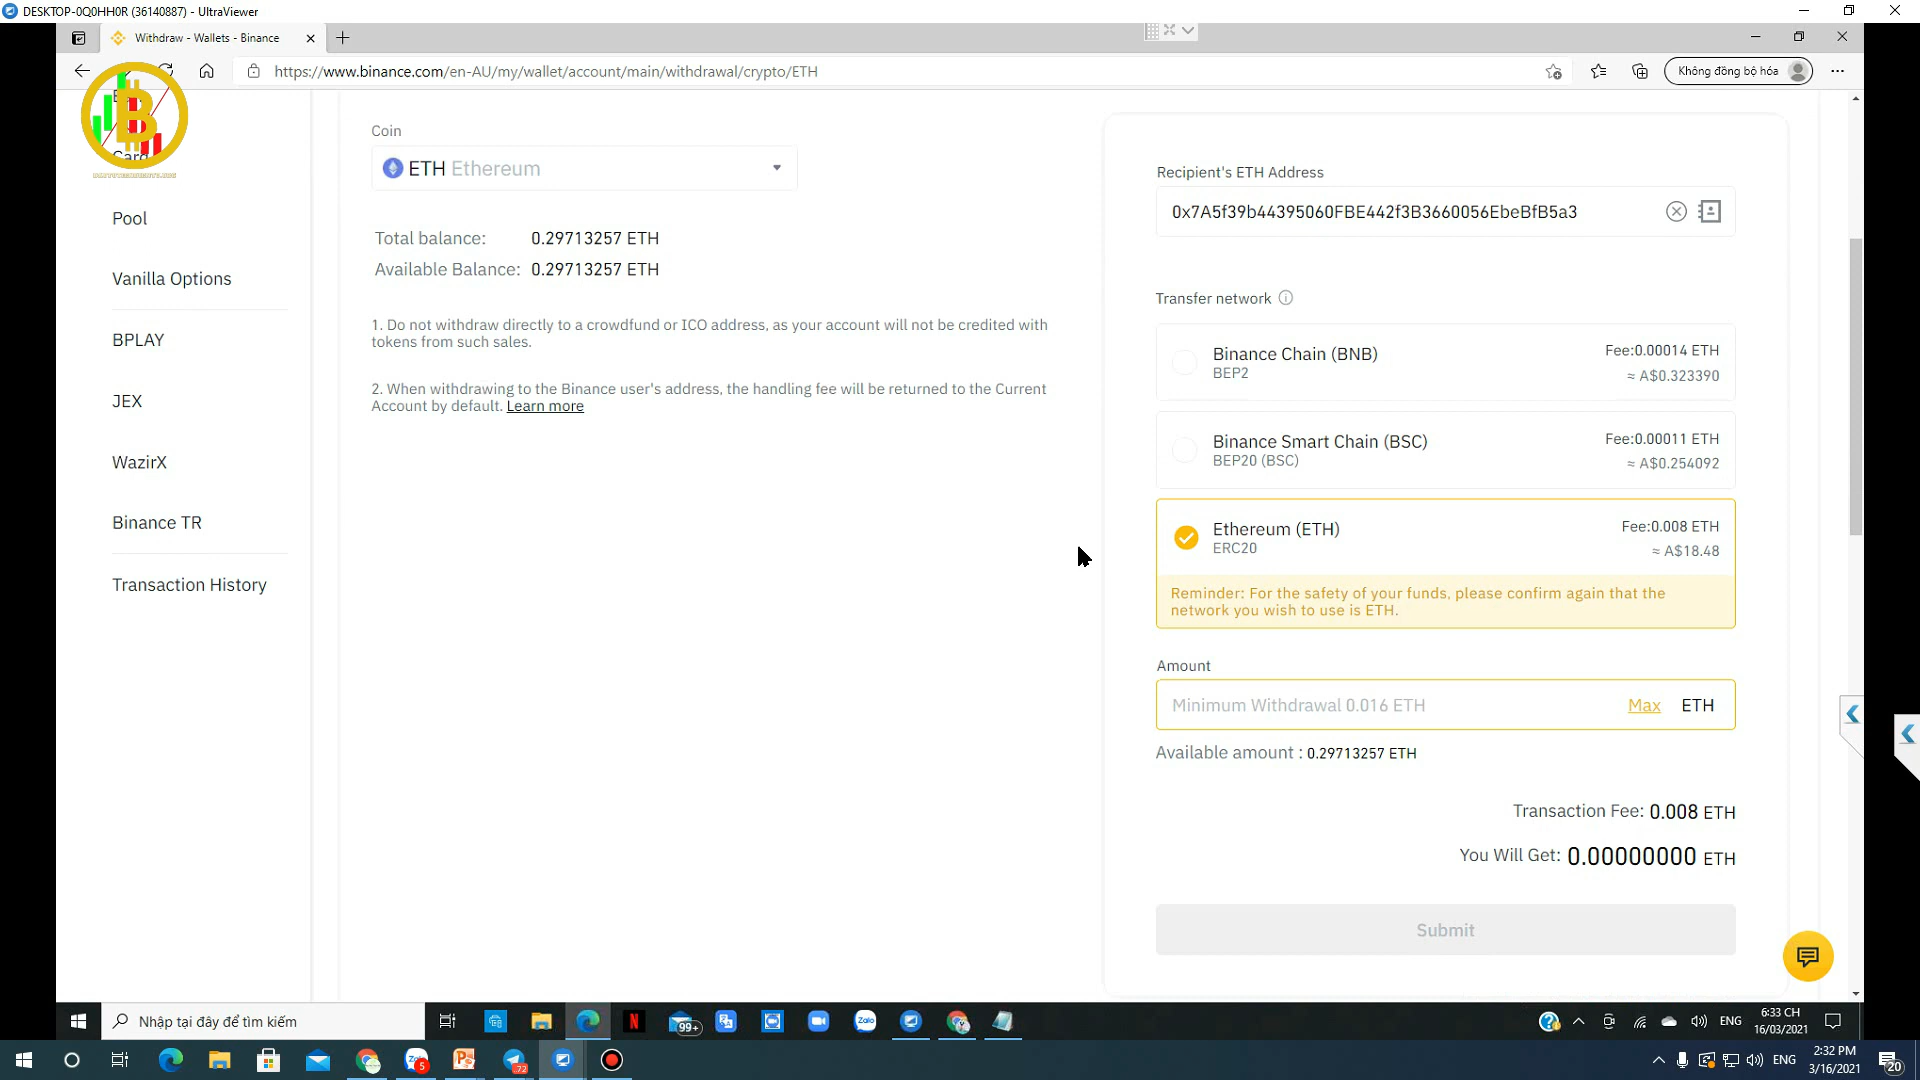 DESKTOP-0Q0HH0R (36140887) - UltraViewer
Withdraw - Wallets - Binance
https://www.binance.com/en-AU/my/wallet/account/main/withdrawal/crypto/ETH
Không đồng bộ hóa
Card
Pool
Vanilla Options
BPLAY
JEX
WazirX
Binance TR
Transaction History
Coin
ETH Ethereum
Total balance: 0.29713257 ETH
Available Balance: 0.29713257 ETH
1. Do not withdraw directly to a crowdfund or ICO address, as your account will not be credited with
tokens from such sales.
2. When withdrawing to the Binance user's address, the handling fee will be returned to the Current
Account by default. Learn more
Recipient's ETH Address
0x7A5f39b44395060FBE442f3B3660056EbeBfB5a3
Transfer network
Binance Chain (BNB)
BEP2
Fee:0.00014 ETH
≈ A$0.323390
Binance Smart Chain (BSC)
BEP20 (BSC)
Fee:0.00011 ETH
≈ A$0.254092
Ethereum (ETH)
ERC20
Fee:0.008 ETH
≈ A$18.48
Reminder: For the safety of your funds, please confirm again that the
network you wish to use is ETH.
Amount
Minimum Withdrawal 0.016 ETH Max ETH
Available amount : 0.29713257 ETH
Transaction Fee: 0.008 ETH
You Will Get: 0.00000000 ETH
Submit
Nhập tại đây để tìm kiếm
99+
Zalo
ENG
6:33 CH
16/03/2021
5
72
ENG
2:32 PM
3/16/2021
20